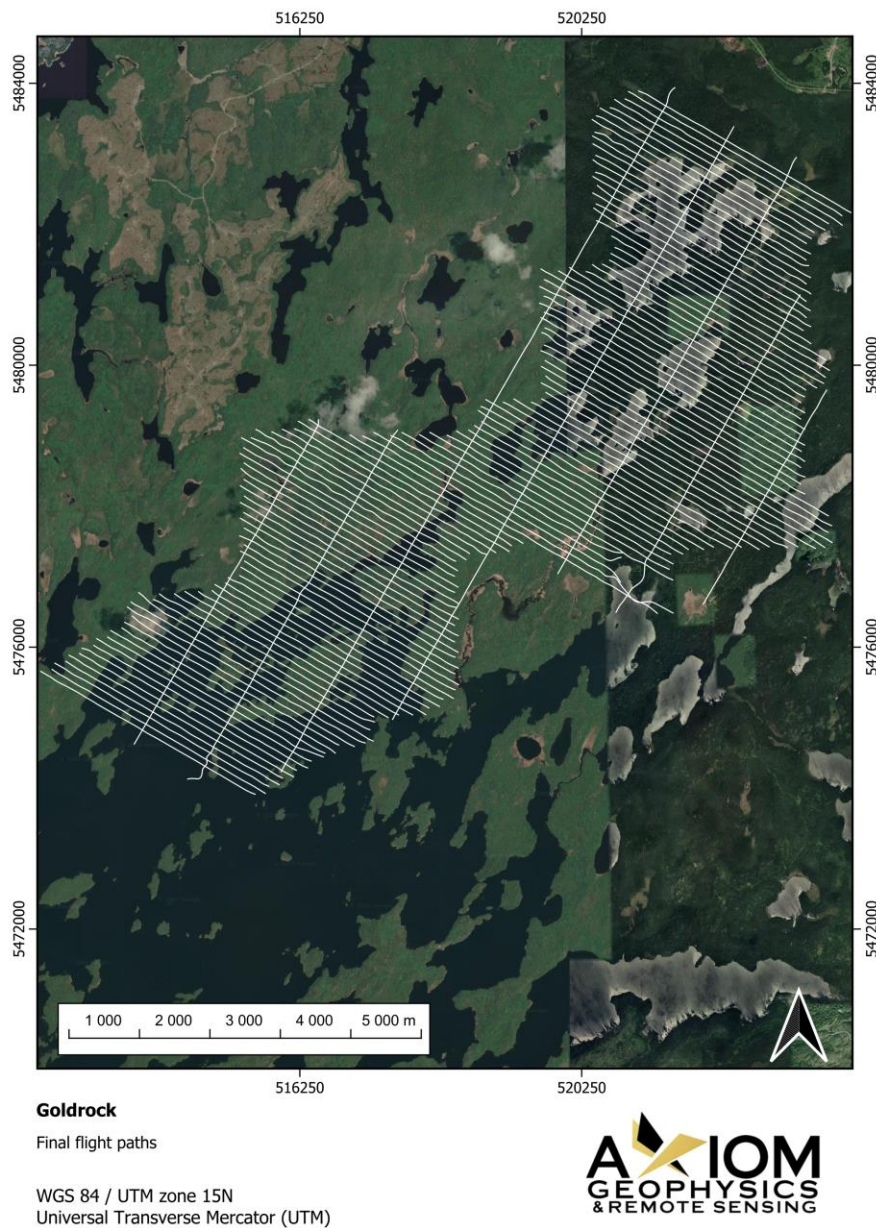 516250
520250
5484000
5484000
5480000
5480000
5476000
5476000
5472000
5472000
1 000 2 000 3 000 4 000 5 000 m
516250
520250
Goldrock
Final flight paths
WGS 84 / UTM zone 15N
Universal Transverse Mercator (UTM)
AXIOM
GEOPHYSICS
& REMOTE SENSING